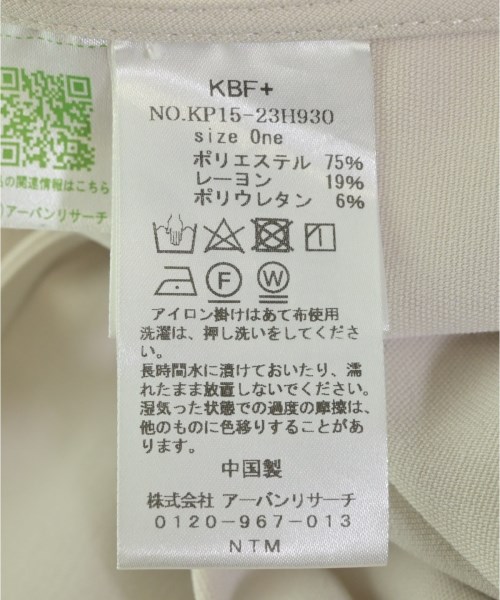 KBF+
NO.KP15-23H930
size One
ポリエステル 75%
レーヨン 19%
ポリウレタン 6%
F W
アイロン掛けはあて布使用
洗濯は、押し洗いをしてくださ
い。
長時間水に漬けておいたり、濡
れたまま放置しないでください。
湿気った状態での過度の摩擦は、
他のものに色移りすることがあ
ります。
中国製
株式会社 アーバンリサーチ
0120-967-013
NTM
の関連情報はこちら
)アーバンリサーチ